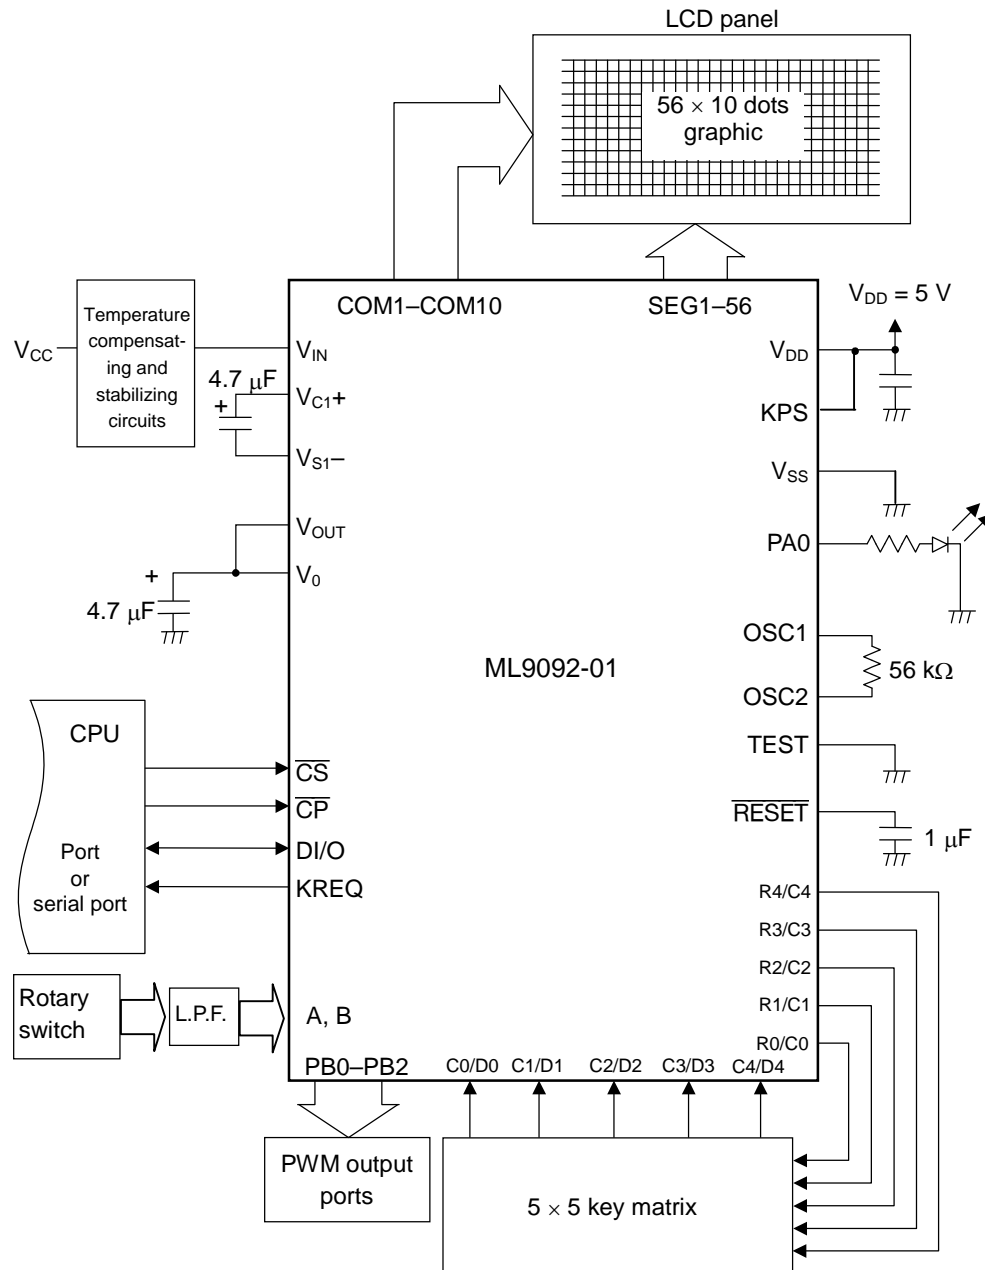 LCD panel
56 × 10 dots
graphic
COM1–COM10
SEG1–56
V_DD = 5 V
Temperature
compensat-
ing and
stabilizing
circuits
V_CC
V_IN
V_DD
4.7 μF
+
V_C1+
KPS
V_S1–
V_SS
V_OUT
PA0
+
V_0
4.7 μF
OSC1
56 kΩ
ML9092-01
OSC2
CPU
TEST
C̅S̅
C̅P̅
R̅E̅S̅E̅T̅
1 μF
Port
or
serial port
DI/O
KREQ
R4/C4
R3/C3
R2/C2
R1/C1
R0/C0
Rotary
switch
L.P.F.
A, B
PB0–PB2
C0/D0
C1/D1
C2/D2
C3/D3
C4/D4
PWM output
ports
5 × 5 key matrix